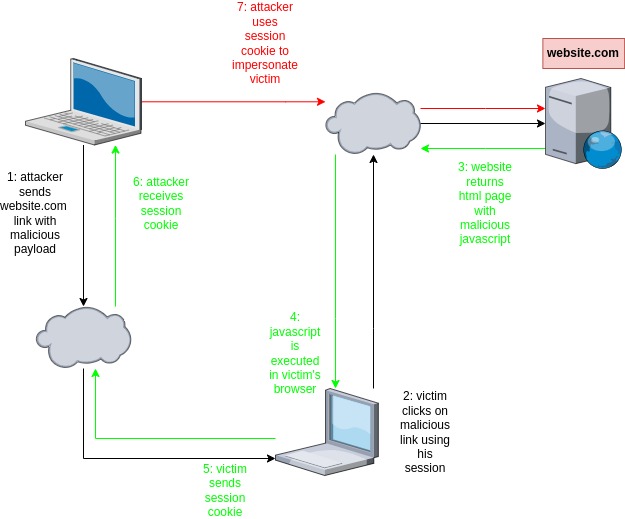 7: attacker
uses
session
cookie to
impersonate
victim
website.com
1: attacker
sends
website.com
link with
malicious
payload
6: attacker
receives
session
cookie
3: website
returns
html page
with
malicious
javascript
4:
javascript
is
executed
in victim's
browser
2: victim
clicks on
malicious
link using
his
session
5: victim
sends
session
cookie